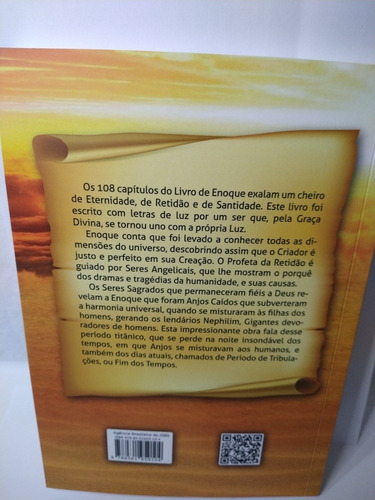 Os 108 capítulos do Livro de Enoque exalam um cheiro
de Eternidade, de Retidão e de Santidade. Este livro foi
escrito com letras de luz por um ser que, pela Graça
Divina, se tornou uno com a própria Luz.
Enoque conta que foi levado a conhecer todas as di-
mensões do universo, descobrindo assim que o Criador é
justo e perfeito em sua Creação. O Profeta da Retidão é
guiado por Seres Angelicais, que lhe mostram o porquê
dos dramas e tragédias da humanidade, e suas causas.
Os Seres Sagrados que permaneceram fiéis a Deus re-
velam a Enoque que foram Anjos Caídos que subverteram
a harmonia universal, quando se misturaram às filhas dos
homens, gerando os lendários Nephilim, Gigantes devo-
radores de homens. Esta impressionante obra fala desse
período titânico, que se perde na noite insondável dos
tempos, em que Anjos se misturavam aos humanos, e
também dos dias atuais, chamados de Período de Tribula-
ções, ou Fim dos Tempos.
Agência Brasileira do ISBN